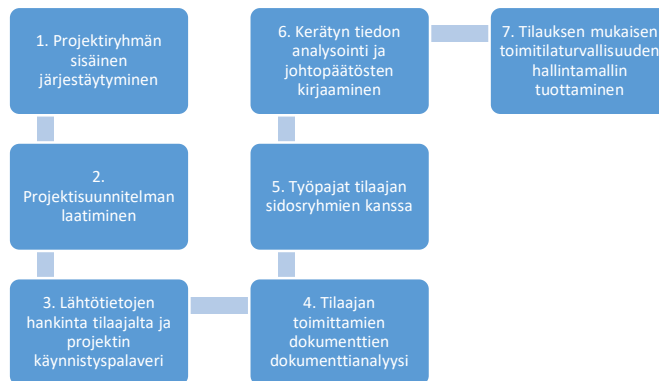 1. Projektiryhmän
sisäinen
järjestäytyminen
2.
Projektisuunnitelman
laatiminen
3. Lähtötietojen
hankinta tilaajalta ja
projektin
käynnistyspalaveri
4. Tilaajan
toimittamien
dokumenttien
dokumenttianalyysi
5. Työpajat tilaajan
sidosryhmien kanssa
6. Kerätyn tiedon
analysointi ja
johtopäätösten
kirjaaminen
7. Tilauksen mukaisen
toimitilaturvallisuuden
hallintamallin
tuottaminen